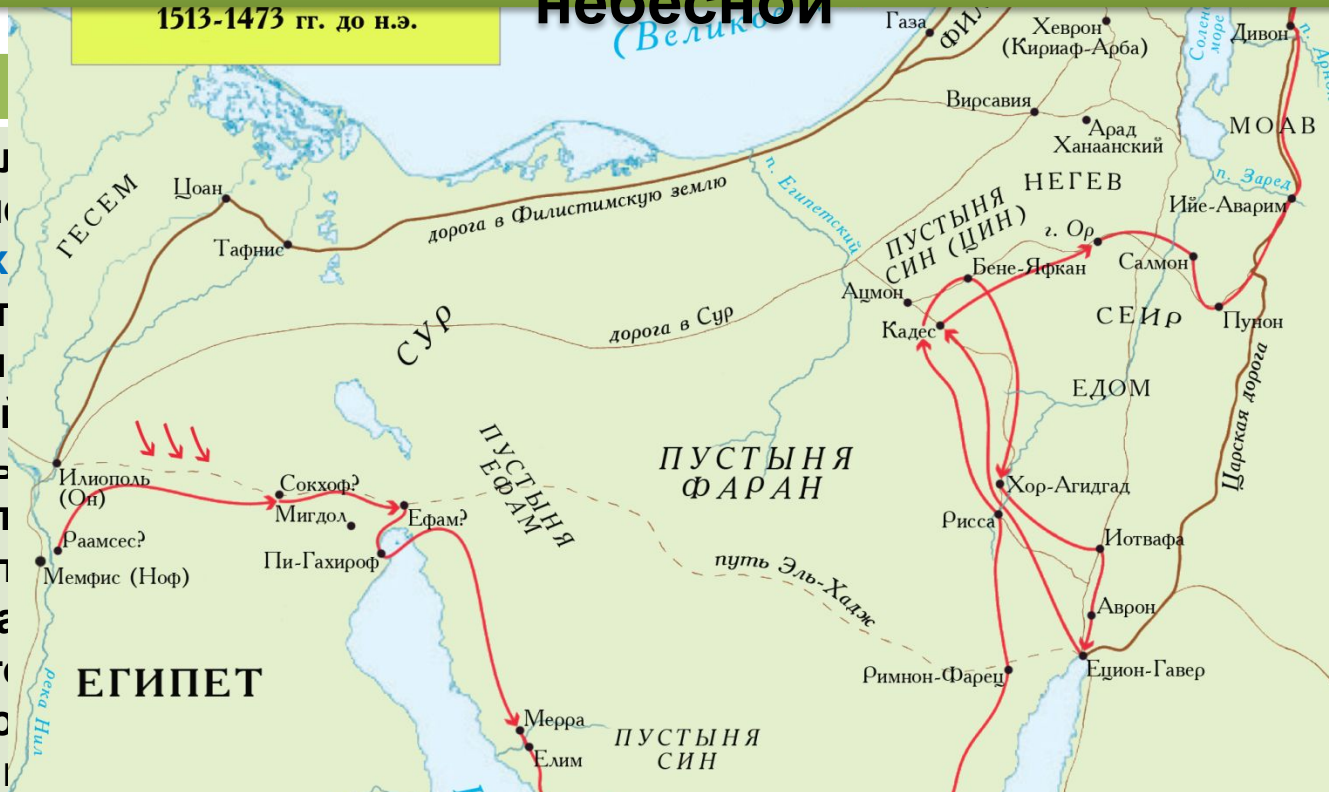 небесной
1513-1473 гг. до н.э.
(Великое
Газа
Хеврон
(Кириаф-Арба)
Солен
море
Дивон
п. Арнон
Вирсавия
Арад
Ханаанский
МОАВ
ГЕСЕМ
Цоан
Тафнис
дорога в Филистимскую землю
п. Египетский
НЕГЕВ
п. Заред
Ийе-Аварим
ПУСТЫНЯ
СИН (ЦИН)
г. Ор
Бене-Яфкан
Салмон
Ацмон
Кадес
СЕИР
Пунон
СУР
дорога в Сур
ЕДОМ
Царская дорога
Илиополь
(Он)
Сокхоф?
Мигдол
Ефам?
ПУСТЫНЯ
ЕФАМ
ПУСТЫНЯ
ФАРАН
Хор-Агидгад
Рисса
Раамсес?
Мемфис (Ноф)
Пи-Гахироф
путь Эль-Хадж
Иотвафа
Аврон
ЕГИПЕТ
река Нил
Римнон-Фарец
Ецион-Гавер
Мерра
Елим
ПУСТЫНЯ
СИН